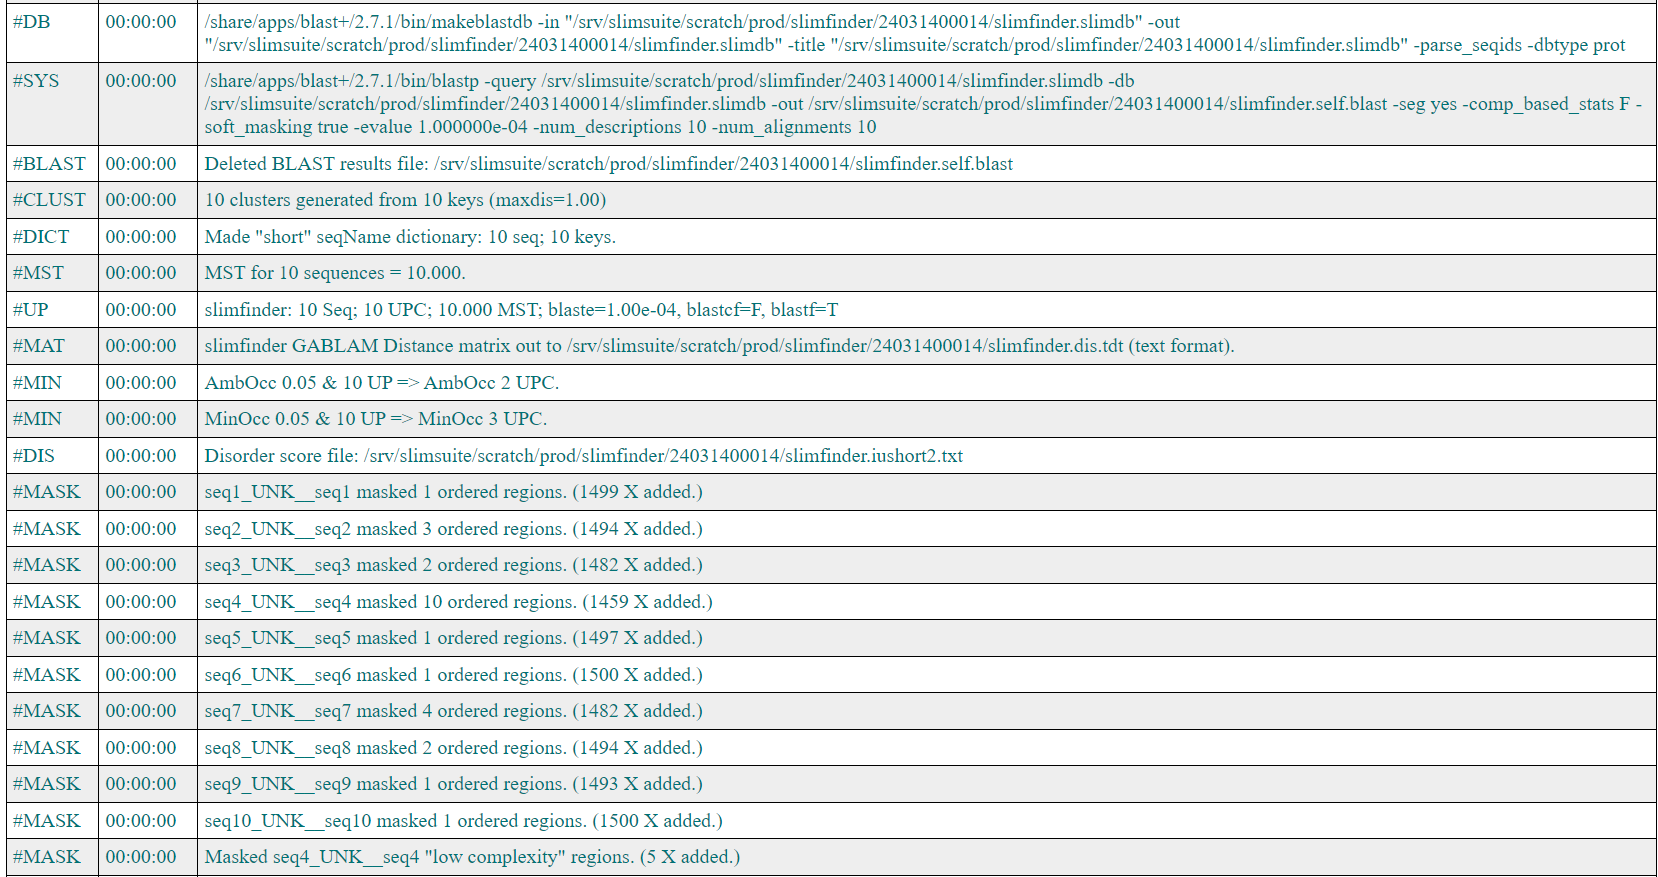 #DB 00:00:00 /share/apps/blast+/2.7.1/bin/makeblastdb -in "/srv/slimsuite/scratch/prod/slimfinder/24031400014/slimfinder.slimdb" -out
"/srv/slimsuite/scratch/prod/slimfinder/24031400014/slimfinder.slimdb" -title "/srv/slimsuite/scratch/prod/slimfinder/24031400014/slimfinder.slimdb" -parse_seqids -dbtype prot
#SYS 00:00:00 /share/apps/blast+/2.7.1/bin/blastp -query /srv/slimsuite/scratch/prod/slimfinder/24031400014/slimfinder.slimdb -db
/srv/slimsuite/scratch/prod/slimfinder/24031400014/slimfinder.slimdb -out /srv/slimsuite/scratch/prod/slimfinder/24031400014/slimfinder.self.blast -seg yes -comp_based_stats F -
soft_masking true -evalue 1.000000e-04 -num_descriptions 10 -num_alignments 10
#BLAST 00:00:00 Deleted BLAST results file: /srv/slimsuite/scratch/prod/slimfinder/24031400014/slimfinder.self.blast
#CLUST 00:00:00 10 clusters generated from 10 keys (maxdis=1.00)
#DICT 00:00:00 Made "short" seqName dictionary: 10 seq; 10 keys.
#MST 00:00:00 MST for 10 sequences = 10.000.
#UP 00:00:00 slimfinder: 10 Seq; 10 UPC; 10.000 MST; blaste=1.00e-04, blastcf=F, blastf=T
#MAT 00:00:00 slimfinder GABLAM Distance matrix out to /srv/slimsuite/scratch/prod/slimfinder/24031400014/slimfinder.dis.tdt (text format).
#MIN 00:00:00 AmbOcc 0.05 & 10 UP => AmbOcc 2 UPC.
#MIN 00:00:00 MinOcc 0.05 & 10 UP => MinOcc 3 UPC.
#DIS 00:00:00 Disorder score file: /srv/slimsuite/scratch/prod/slimfinder/24031400014/slimfinder.iushort2.txt
#MASK 00:00:00 seq1_UNK__seq1 masked 1 ordered regions. (1499 X added.)
#MASK 00:00:00 seq2_UNK__seq2 masked 3 ordered regions. (1494 X added.)
#MASK 00:00:00 seq3_UNK__seq3 masked 2 ordered regions. (1482 X added.)
#MASK 00:00:00 seq4_UNK__seq4 masked 10 ordered regions. (1459 X added.)
#MASK 00:00:00 seq5_UNK__seq5 masked 1 ordered regions. (1497 X added.)
#MASK 00:00:00 seq6_UNK__seq6 masked 1 ordered regions. (1500 X added.)
#MASK 00:00:00 seq7_UNK__seq7 masked 4 ordered regions. (1482 X added.)
#MASK 00:00:00 seq8_UNK__seq8 masked 2 ordered regions. (1494 X added.)
#MASK 00:00:00 seq9_UNK__seq9 masked 1 ordered regions. (1493 X added.)
#MASK 00:00:00 seq10_UNK__seq10 masked 1 ordered regions. (1500 X added.)
#MASK 00:00:00 Masked seq4_UNK__seq4 "low complexity" regions. (5 X added.)